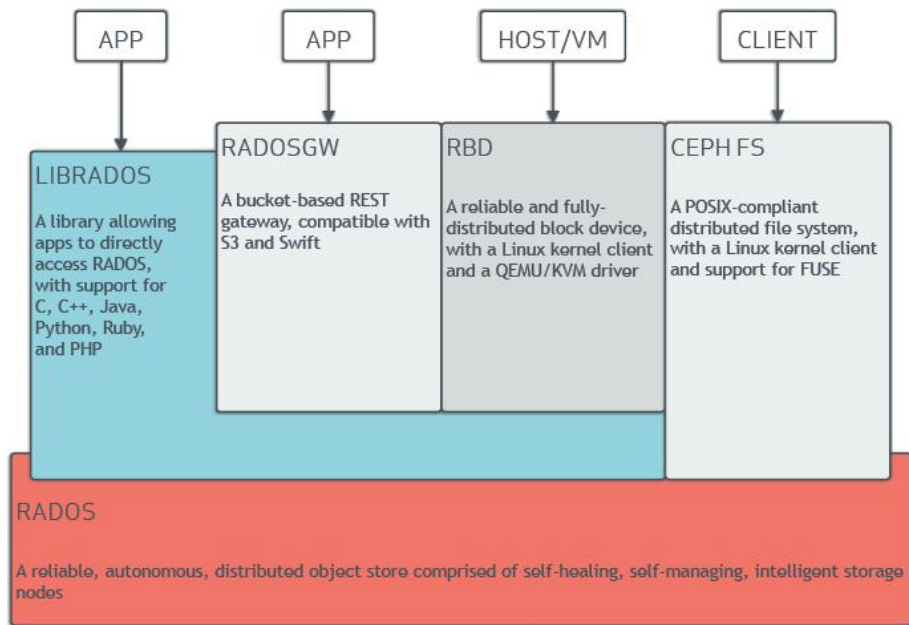 APP
APP
HOST/VM
CLIENT
LIBRADOS
A library allowing
apps to directly
access RADOS,
with support for
C, C++, Java,
Python, Ruby,
and PHP
RADOSGW
A bucket-based REST
gateway, compatible with
S3 and Swift
RBD
A reliable and fully-
distributed block device,
with a Linux kernel client
and a QEMU/KVM driver
CEPH FS
A POSIX-compliant
distributed file system,
with a Linux kernel client
and support for FUSE
RADOS
A reliable, autonomous, distributed object store comprised of self-healing, self-managing, intelligent storage
nodes